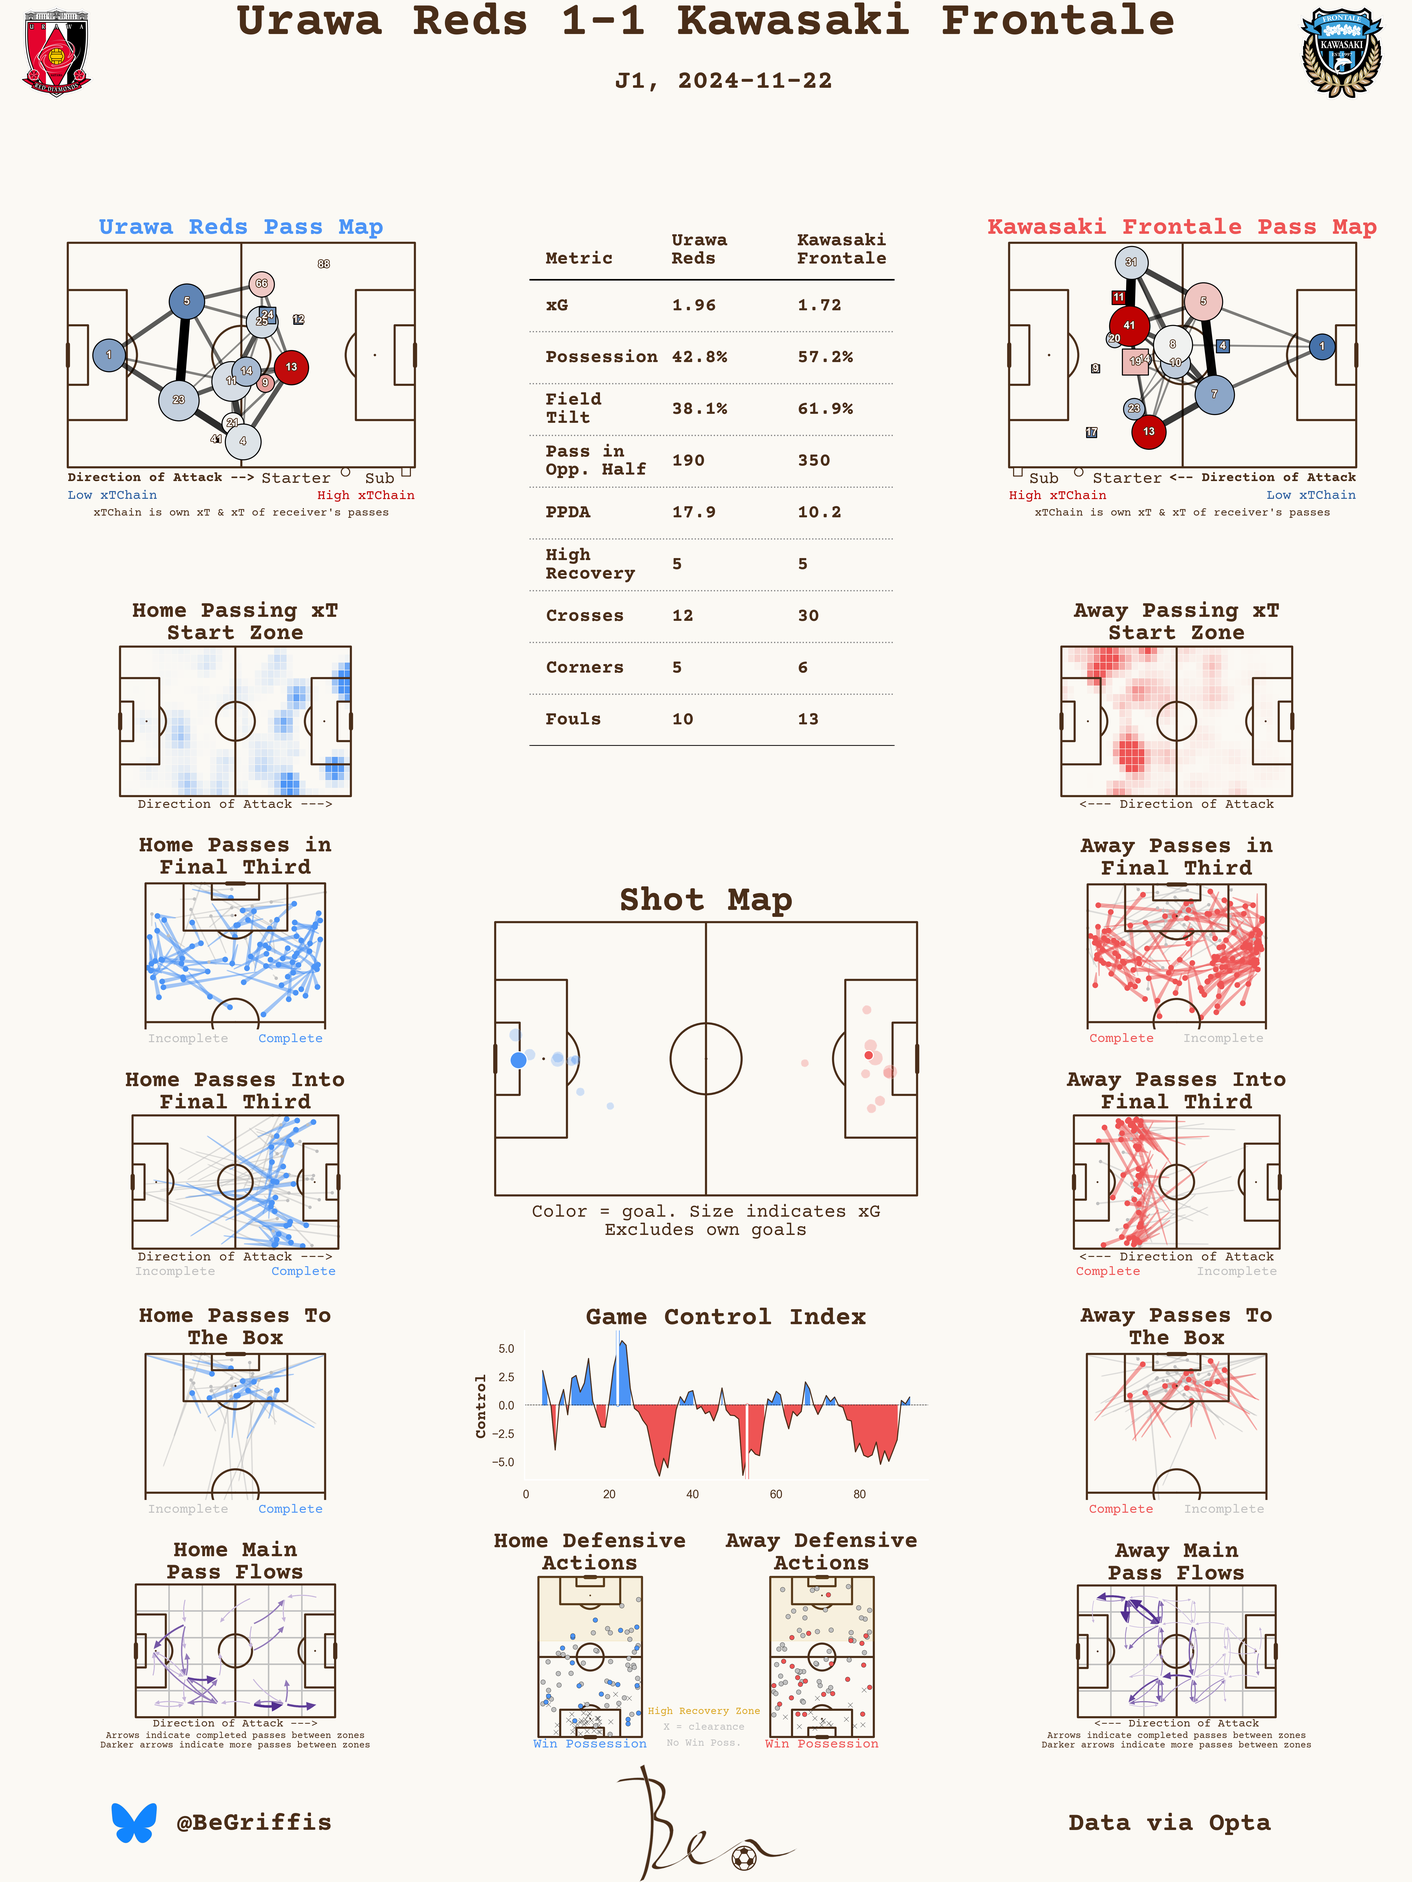 Urawa Reds 1-1 Kawasaki Frontale
J1, 2024-11-22
URAWA
RED DIAMONDS
FRONTALE
KAWASAKI
Urawa Reds Pass Map
88
66
5
24
25
12
1
13
14
11
9
23
21
41
4
Direction of Attack --> Starter Sub
Low xTChain High xTChain
xTChain is own xT & xT of receiver's passes
Metric Urawa Reds Kawasaki Frontale
xG 1.96 1.72
Possession 42.8% 57.2%
Field Tilt 38.1% 61.9%
Pass in Opp. Half 190 350
PPDA 17.9 10.2
High Recovery 5 5
Crosses 12 30
Corners 5 6
Fouls 10 13
Kawasaki Frontale Pass Map
31
11
5
41
20
8
4
1
19
14
10
9
7
23
17
13
Sub Starter <-- Direction of Attack
High xTChain Low xTChain
xTChain is own xT & xT of receiver's passes
Home Passing xT
Start Zone
Direction of Attack --->
Away Passing xT
Start Zone
<--- Direction of Attack
Home Passes in
Final Third
Incomplete Complete
Away Passes in
Final Third
Complete Incomplete
Shot Map
Color = goal. Size indicates xG
Excludes own goals
Home Passes Into
Final Third
Direction of Attack --->
Incomplete Complete
Away Passes Into
Final Third
<--- Direction of Attack
Complete Incomplete
Home Passes To
The Box
Incomplete Complete
Game Control Index
Control
5.0
2.5
0.0
−2.5
−5.0
0 20 40 60 80
Away Passes To
The Box
Complete Incomplete
Home Main
Pass Flows
Direction of Attack --->
Arrows indicate completed passes between zones
Darker arrows indicate more passes between zones
Home Defensive
Actions
Win Possession
High Recovery Zone
X = clearance
No Win Poss.
Away Defensive
Actions
Win Possession
Away Main
Pass Flows
<--- Direction of Attack
Arrows indicate completed passes between zones
Darker arrows indicate more passes between zones
@BeGriffis
Ben
Data via Opta